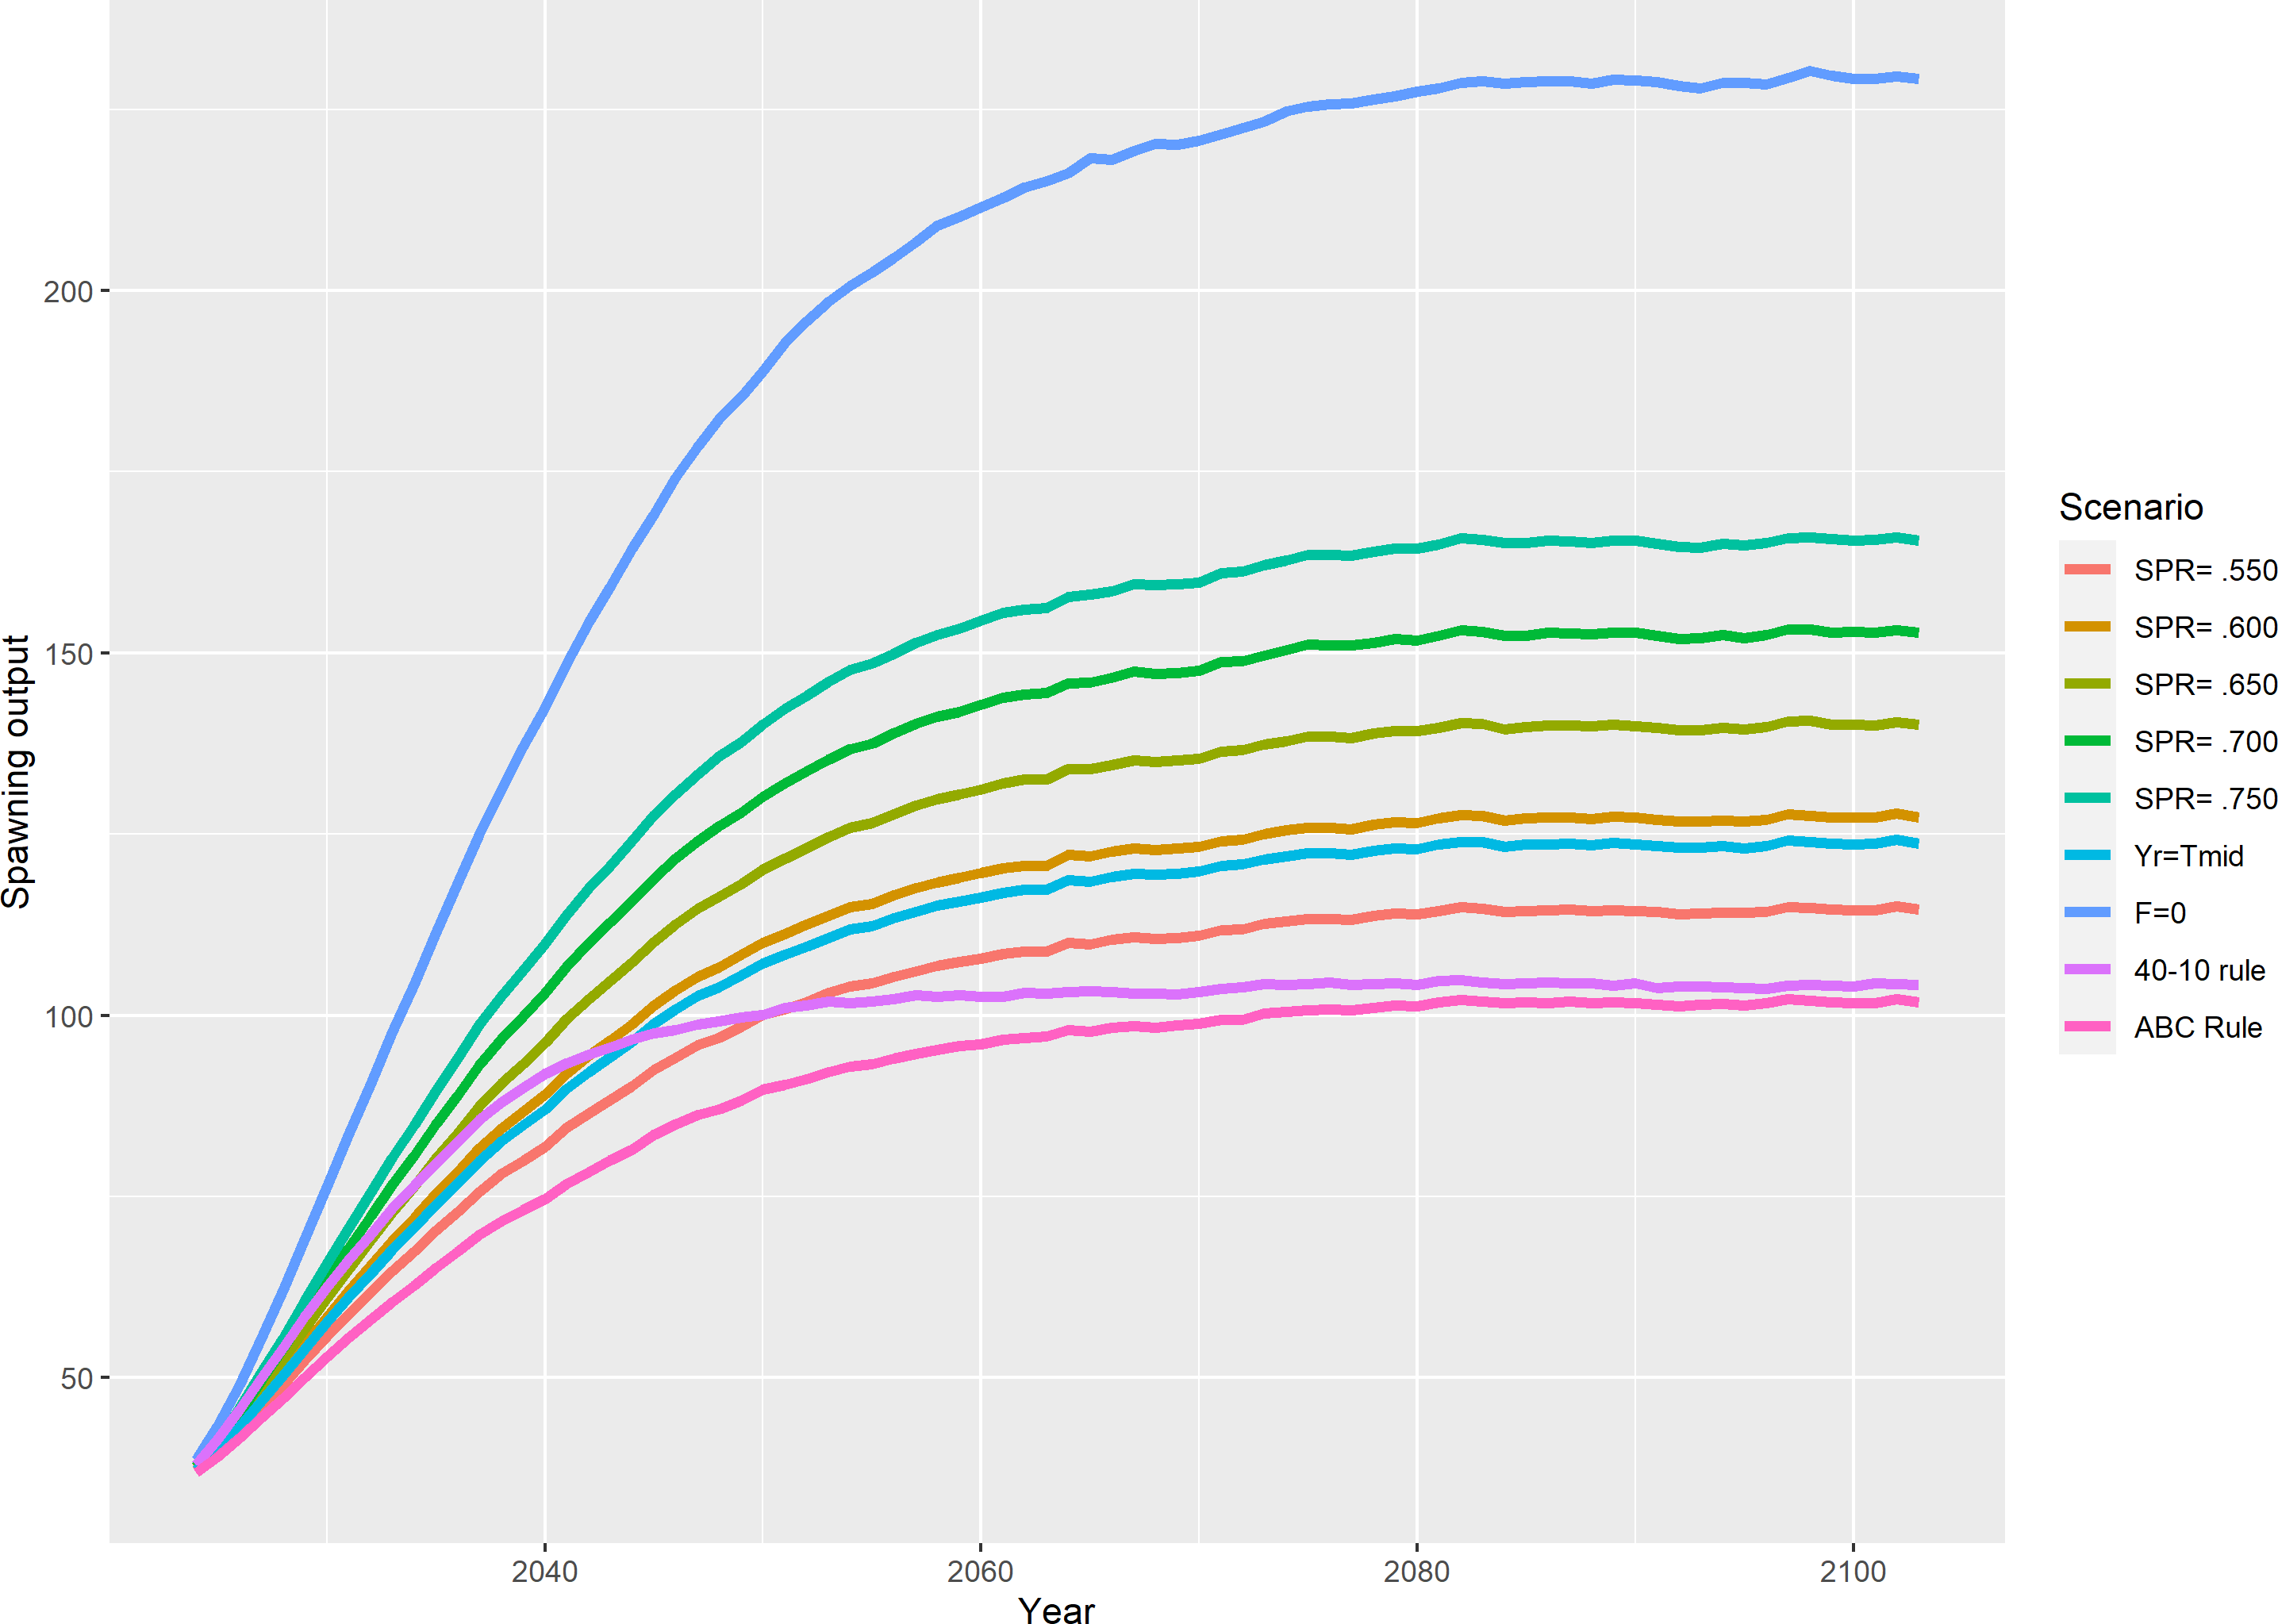 Spawning output
200
150
100
50
2040
2060
2080
2100
Year
Scenario
SPR= .550
SPR= .600
SPR= .650
SPR= .700
SPR= .750
Yr=Tmid
F=0
40-10 rule
ABC Rule